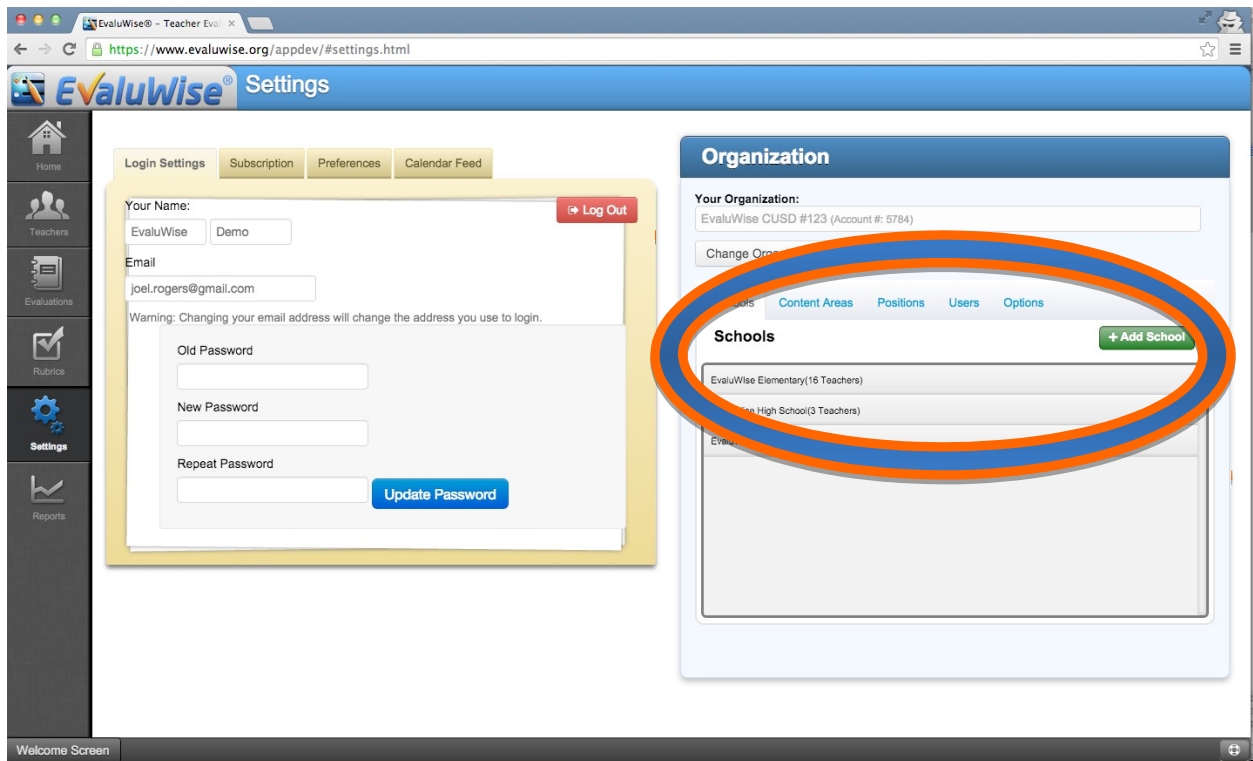 EvaluWise® - Teacher Eval
https://www.evaluwise.org/appdev/#settings.html
EvaluWise® Settings
Home
Teachers
Evaluations
Rubrics
Settings
Reports
Login Settings Subscription Preferences Calendar Feed
Your Name:
Log Out
EvaluWise Demo
Email
joel.rogers@gmail.com
Warning: Changing your email address will change the address you use to login.
Old Password
New Password
Repeat Password
Update Password
Organization
Your Organization:
EvaluWise CUSD #123 (Account #: 5784)
Change
Content Areas Positions Users Options
Schools
+ Add School
EvaluWise Elementary(16 Teachers)
High School(3 Teachers)
Welcome Screen